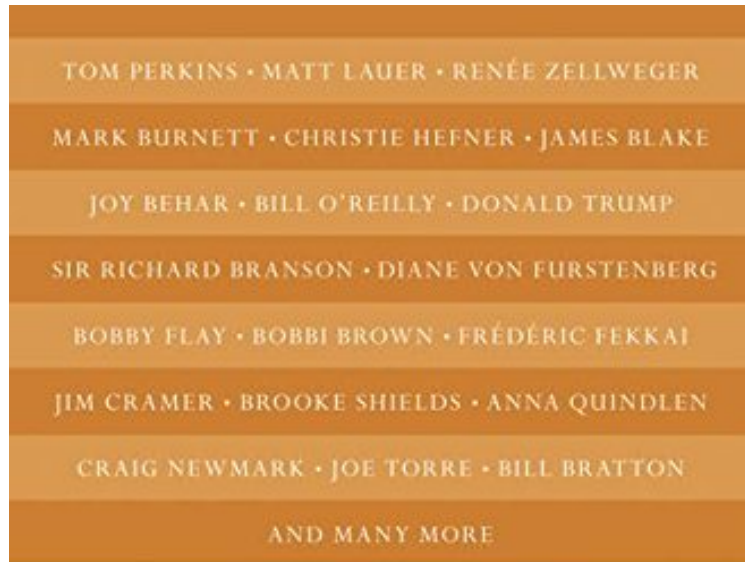 TOM PERKINS • MATT LAUER • RENÉE ZELLWEGER
MARK BURNETT • CHRISTIE HEFNER • JAMES BLAKE
JOY BEHAR • BILL O'REILLY • DONALD TRUMP
SIR RICHARD BRANSON • DIANE VON FURSTENBERG
BOBBY FLAY • BOBBI BROWN • FRÉDÉRIC FEKKAI
JIM CRAMER • BROOKE SHIELDS • ANNA QUINDLEN
CRAIG NEWMARK • JOE TORRE • BILL BRATTON
AND MANY MORE